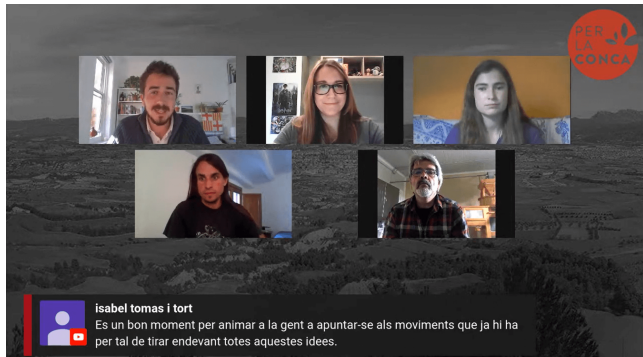 PER
LA
CONCA
isabel tomas i tort
Es un bon moment per animar a la gent a apuntar-se als moviments que ja hi ha
per tal de tirar endevant totes aquestes idees.